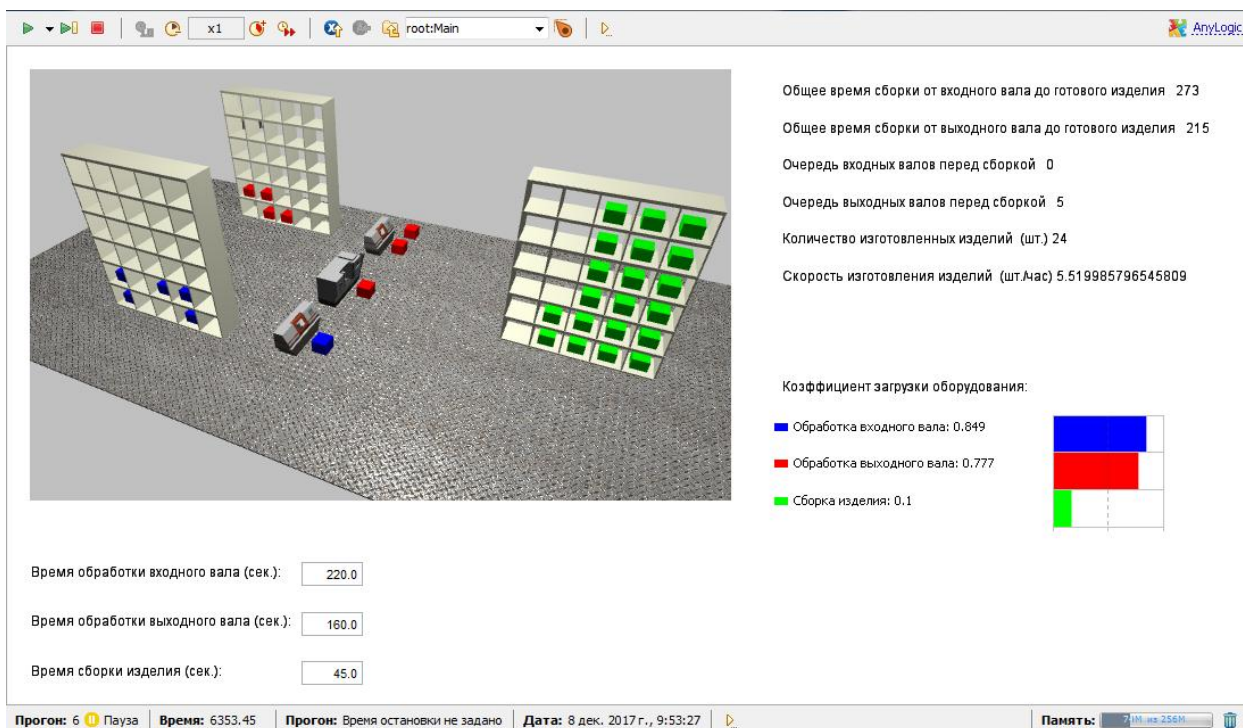 x1 root:Main AnyLogic
Общее время сборки от входного вала до готового изделия 273
Общее время сборки от выходного вала до готового изделия 215
Очередь входных валов перед сборкой 0
Очередь выходных валов перед сборкой 5
Количество изготовленных изделий (шт.) 24
Скорость изготовления изделий (шт./час) 5.519985796545809
Коэффициент загрузки оборудования:
Обработка входного вала: 0.849
Обработка выходного вала: 0.777
Сборка изделия: 0.1
Время обработки входного вала (сек.): 220.0
Время обработки выходного вала (сек.): 160.0
Время сборки изделия (сек.): 45.0
Прогон: 6 Пауза Время: 6353.45 Прогон: Время остановки не задано Дата: 8 дек. 2017 г., 9:53:27 Память: из 256M